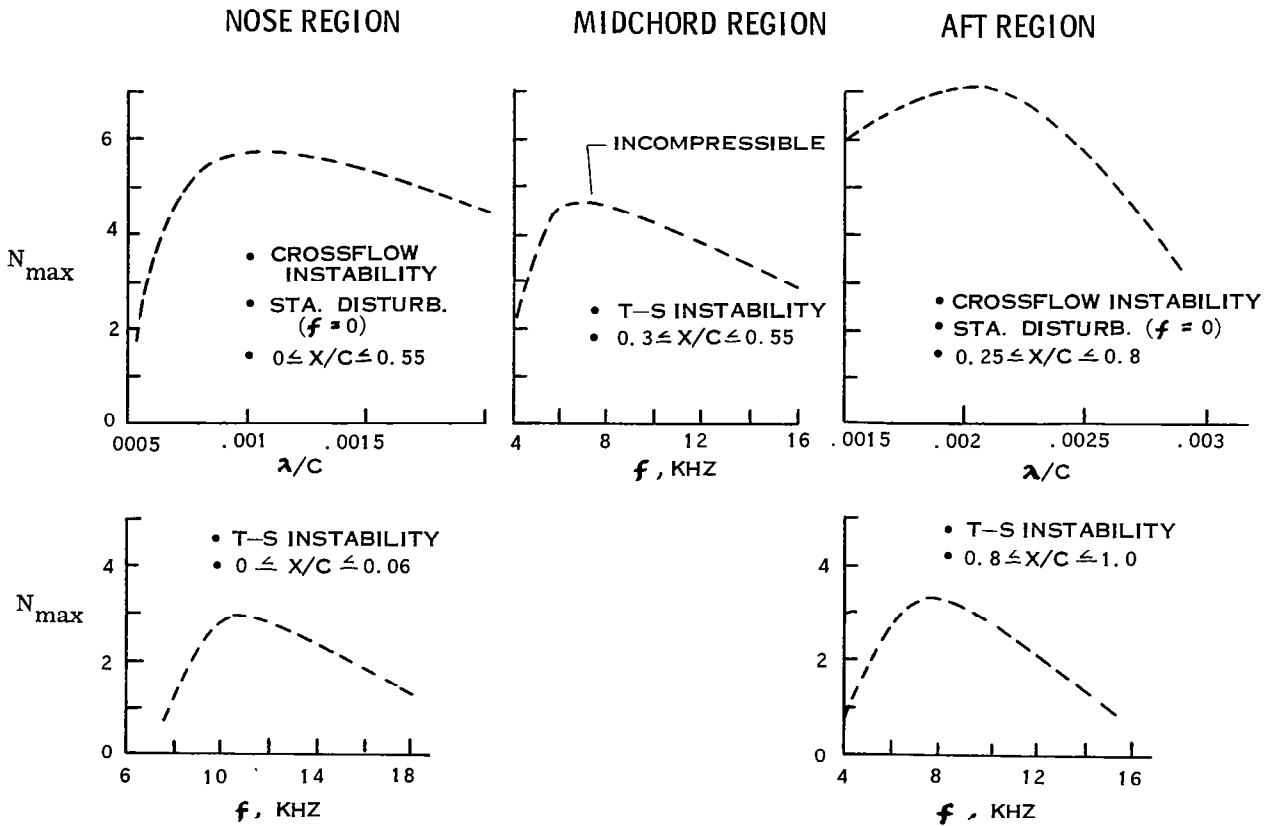 NOSE REGION
MIDCHORD REGION
AFT REGION
6
4
2
0
N max
• CROSSFLOW
INSTABILITY
• STA. DISTURB.
(f = 0)
• 0 ≤ X/C ≤ 0.55
0005 .001 .0015
λ/C
INCOMPRESSIBLE
• T–S INSTABILITY
• 0.3 ≤ X/C ≤ 0.55
4 8 12 16
f, KHZ
• CROSSFLOW INSTABILITY
• STA. DISTURB. (f = 0)
• 0.25 ≤ X/C ≤ 0.8
.0015 .002 .0025 .003
λ/C
4
2
0
N max
• T–S INSTABILITY
• 0 ≤ X/C ≤ 0.06
6 10 14 18
f, KHZ
4
2
0
• T–S INSTABILITY
• 0.8 ≤ X/C ≤ 1.0
4 8 12 16
f, KHZ